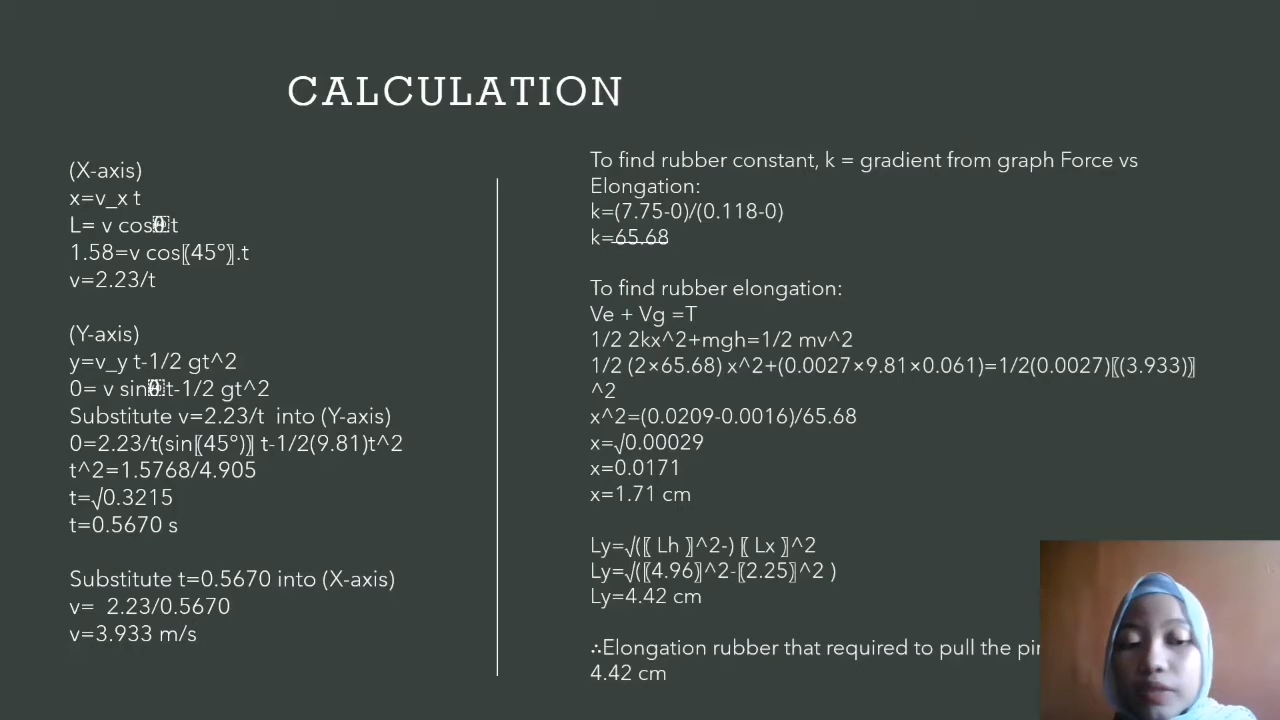 CALCULATION
(X-axis)
x=v_x t
L= v cosθt
1.58=v cos〖45°〗.t
v=2.23/t
(Y-axis)
y=v_y t-1/2 gt^2
0= v sinθt-1/2 gt^2
Substitute v=2.23/t into (Y-axis)
0=2.23/t(sin〖45°)〗 t-1/2(9.81)t^2
t^2=1.5768/4.905
t=√0.3215
t=0.5670 s
Substitute t=0.5670 into (X-axis)
v= 2.23/0.5670
v=3.933 m/s
To find rubber constant, k = gradient from graph Force vs
Elongation:
k=(7.75-0)/(0.118-0)
k=65.68
To find rubber elongation:
Ve + Vg =T
1/2 2kx^2+mgh=1/2 mv^2
1/2 (2×65.68) x^2+(0.0027×9.81×0.061)=1/2(0.0027)〖(3.933)〗
^2
x^2=(0.0209-0.0016)/65.68
x=√0.00029
x=0.0171
x=1.71 cm
Ly=√(〖 Lh 〗^2-) 〖 Lx 〗^2
Ly=√(〖4.96〗^2-〖2.25〗^2 )
Ly=4.42 cm
∴Elongation rubber that required to pull the
4.42 cm